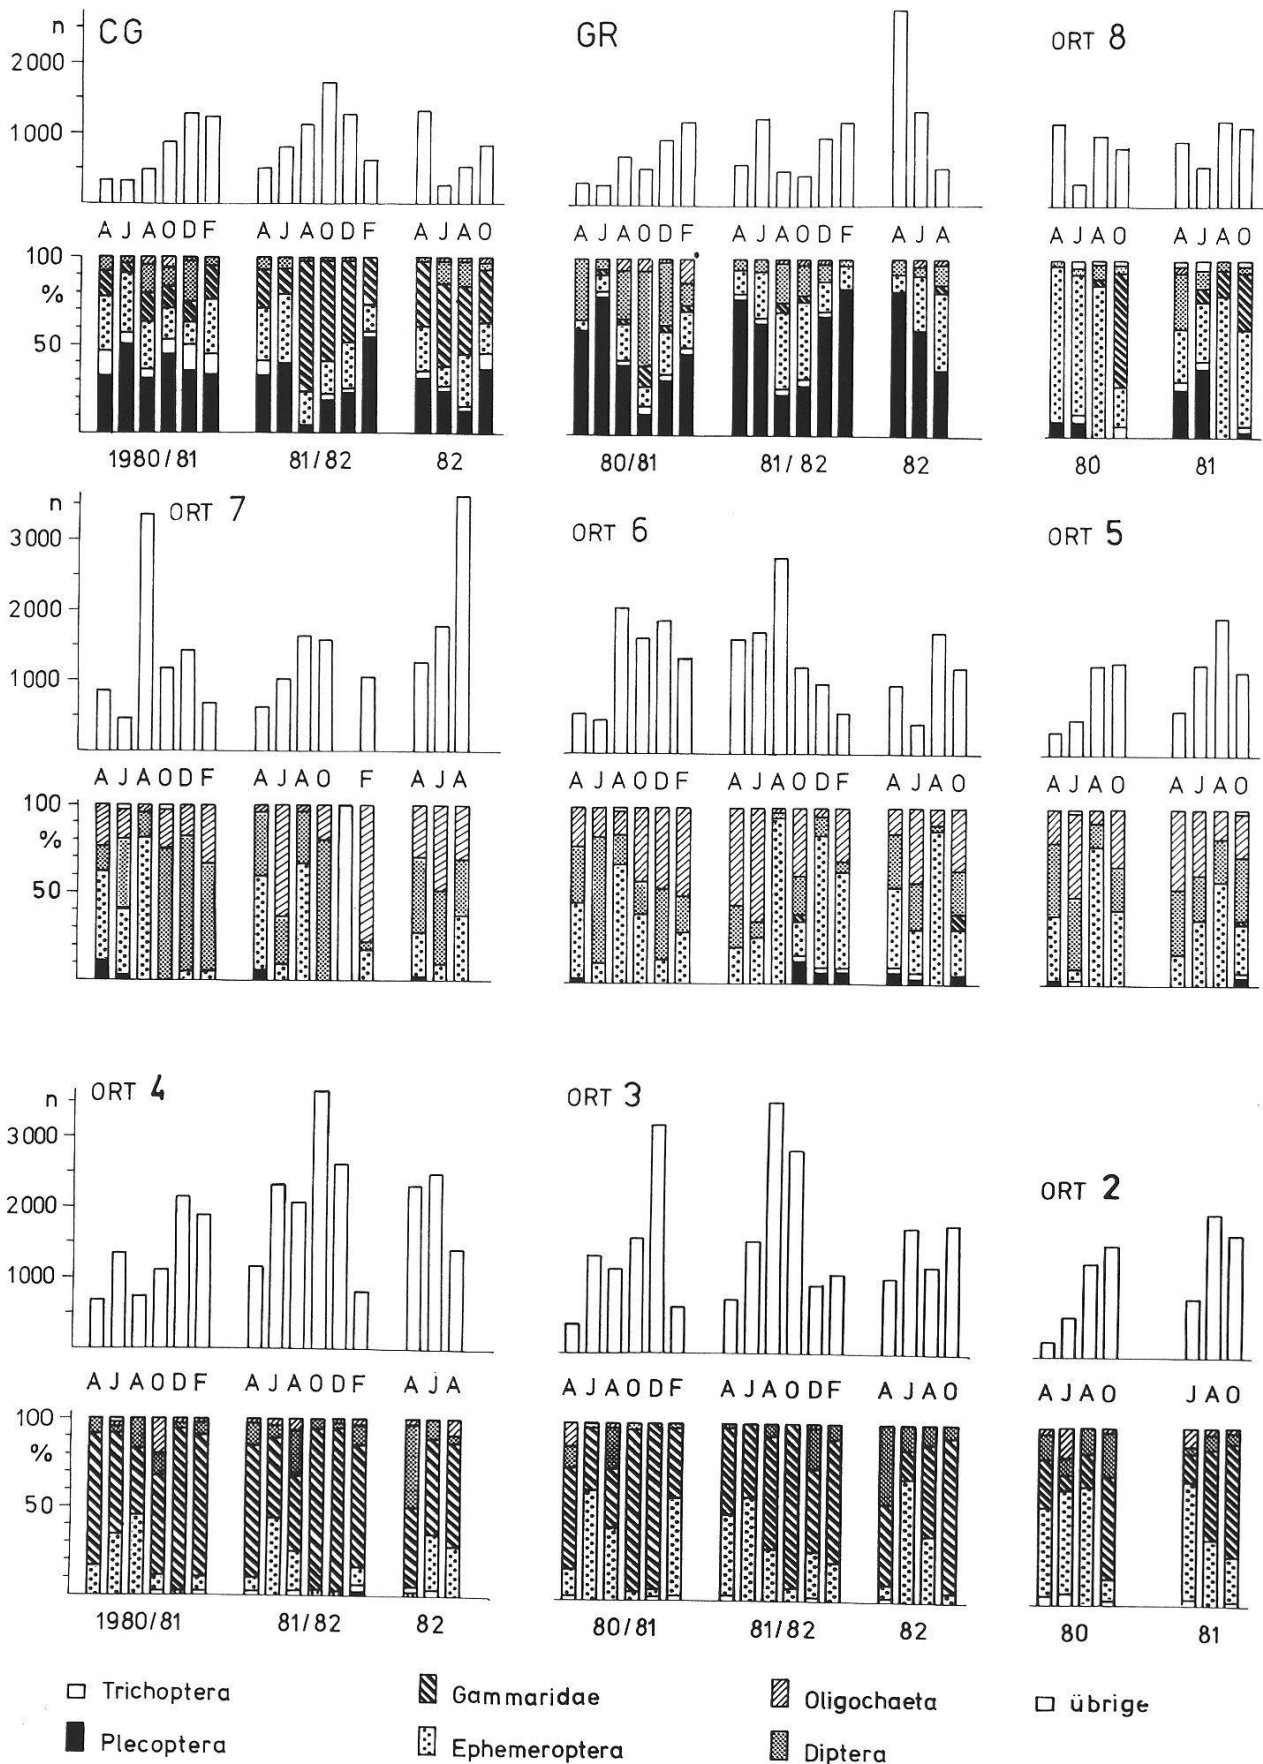 n CG GR ORT 8
2000
1000
A J A O D F A J A O D F A J A O A J A O D F A J A O D F A J A A J A O A J A O
100
%
50
1980/81 81/82 82 80/81 81/82 82 80 81
n ORT 7 ORT 6 ORT 5
3000
2000
1000
A J A O D F A J A O F A J A A J A O D F A J A O D F A J A O A J A O A J A O
100
%
50
n ORT 4 ORT 3 ORT 2
3000
2000
1000
A J A O D F A J A O D F A J A A J A O D F A J A O D F A J A O A J A O J A O
100
%
50
1980/81 81/82 82 80/81 81/82 82 80 81
Trichoptera Gammaridae Oligochaeta übrige
Plecoptera Ephemeroptera Diptera